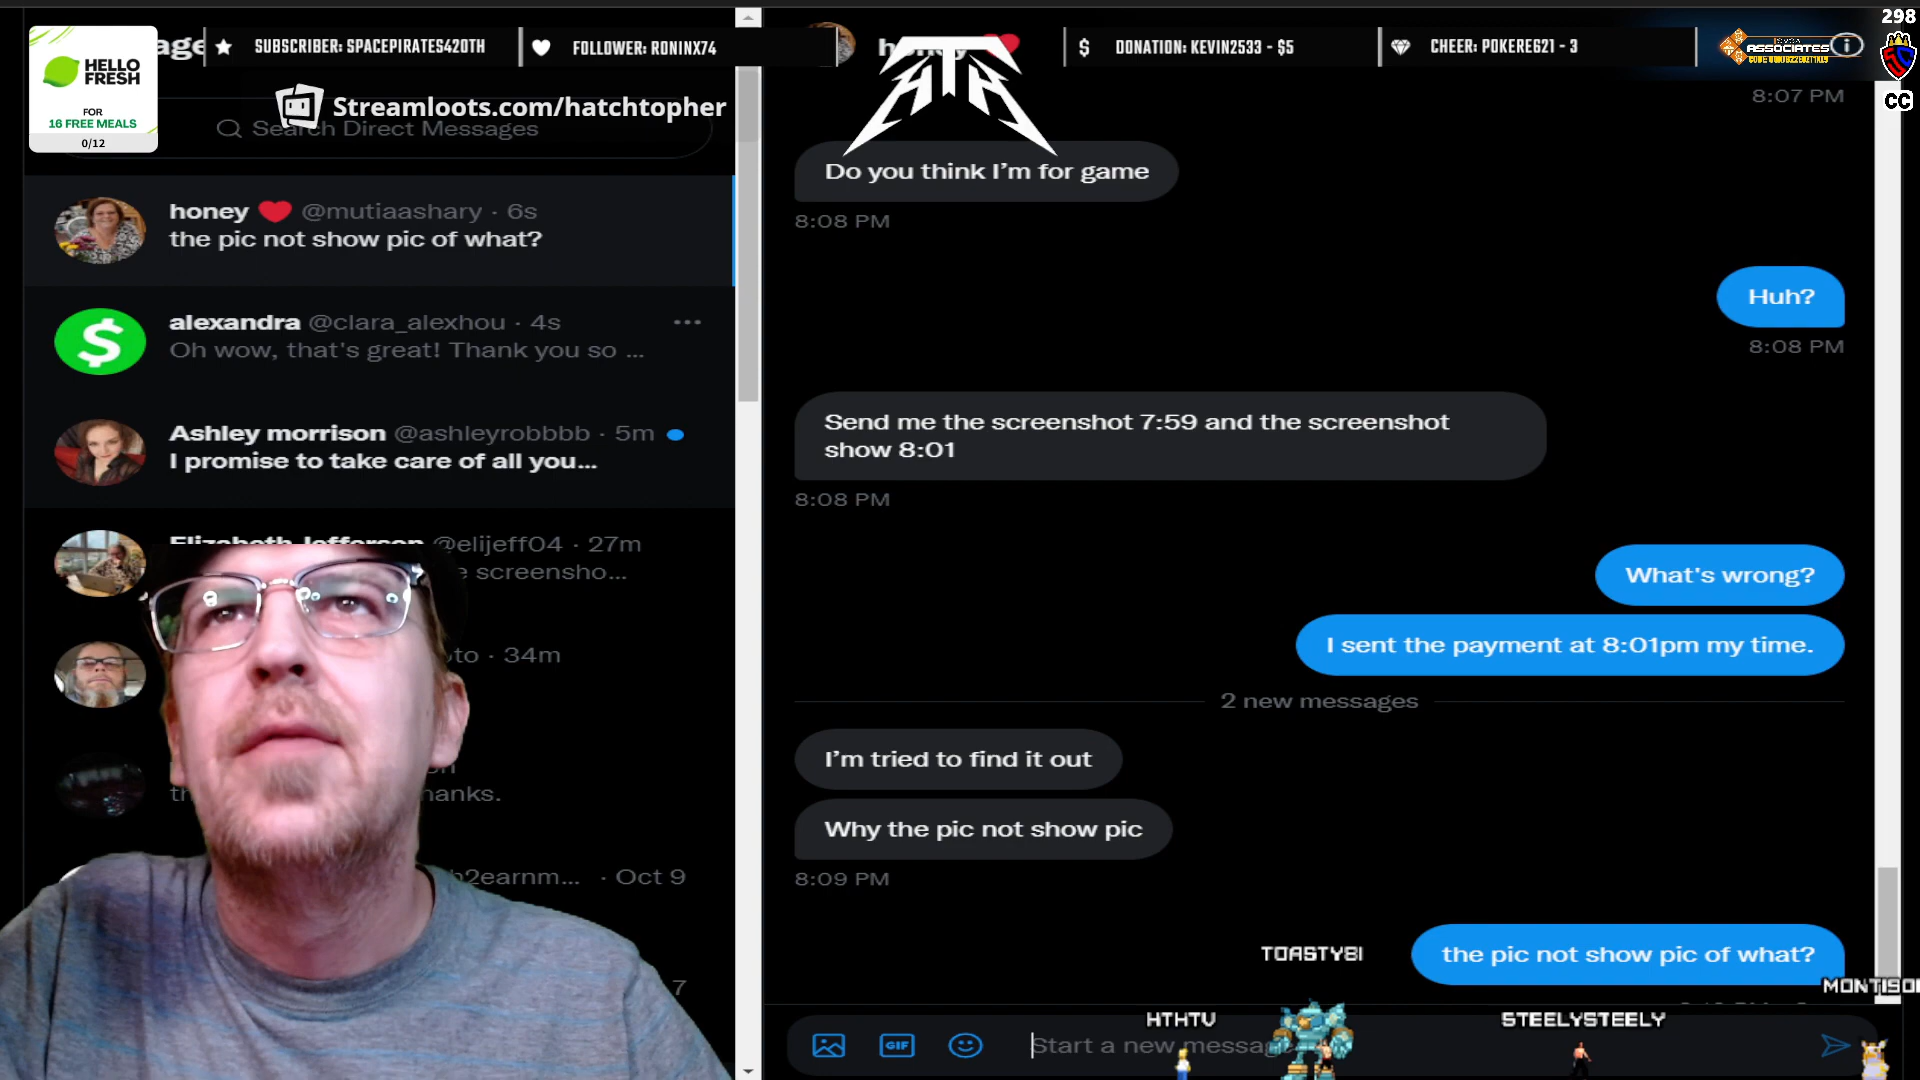 298
HELLO
FRESH
FOR
16 FREE MEALS
0/12
SUBSCRIBER: SPACEPIRATES420TH
FOLLOWER: RONINX74
DONATION: KEVIN2533 - $5
CHEER: POKERE621 - 3
ASSOCIATES
CC
Streamloots.com/hatchtopher
Search Direct Messages
honey ❤️ @mutiaashary · 6s
the pic not show pic of what?
alexandra @clara_alexhou · 4s
Oh wow, that's great! Thank you so ...
Ashley morrison @ashleyrobbbb · 5m
I promise to take care of all you...
Elizabeth Jefferson @elijeff04 · 27m
screensho...
34m
hanks.
h2earnm... · Oct 9
7
8:07 PM
Do you think I'm for game
8:08 PM
Huh?
8:08 PM
Send me the screenshot 7:59 and the screenshot
show 8:01
8:08 PM
What's wrong?
I sent the payment at 8:01pm my time.
2 new messages
I'm tried to find it out
Why the pic not show pic
8:09 PM
TOASTY81
the pic not show pic of what?
HTHTV
STEELYSTEELY
GIF
Start a new message